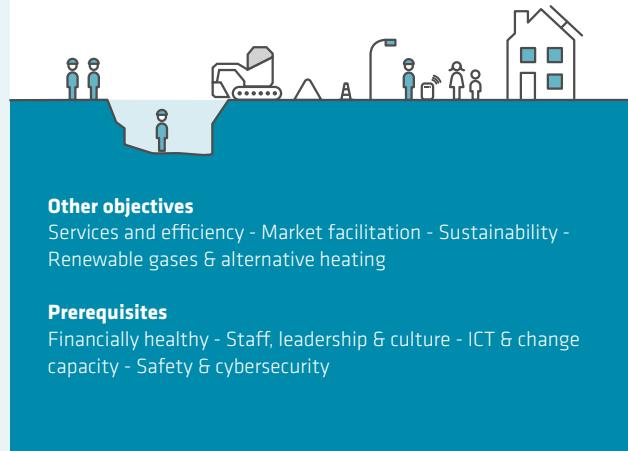 Other objectives
Services and efficiency - Market facilitation - Sustainability -
Renewable gases & alternative heating
Prerequisites
Financially healthy - Staff, leadership & culture - ICT & change
capacity - Safety & cybersecurity